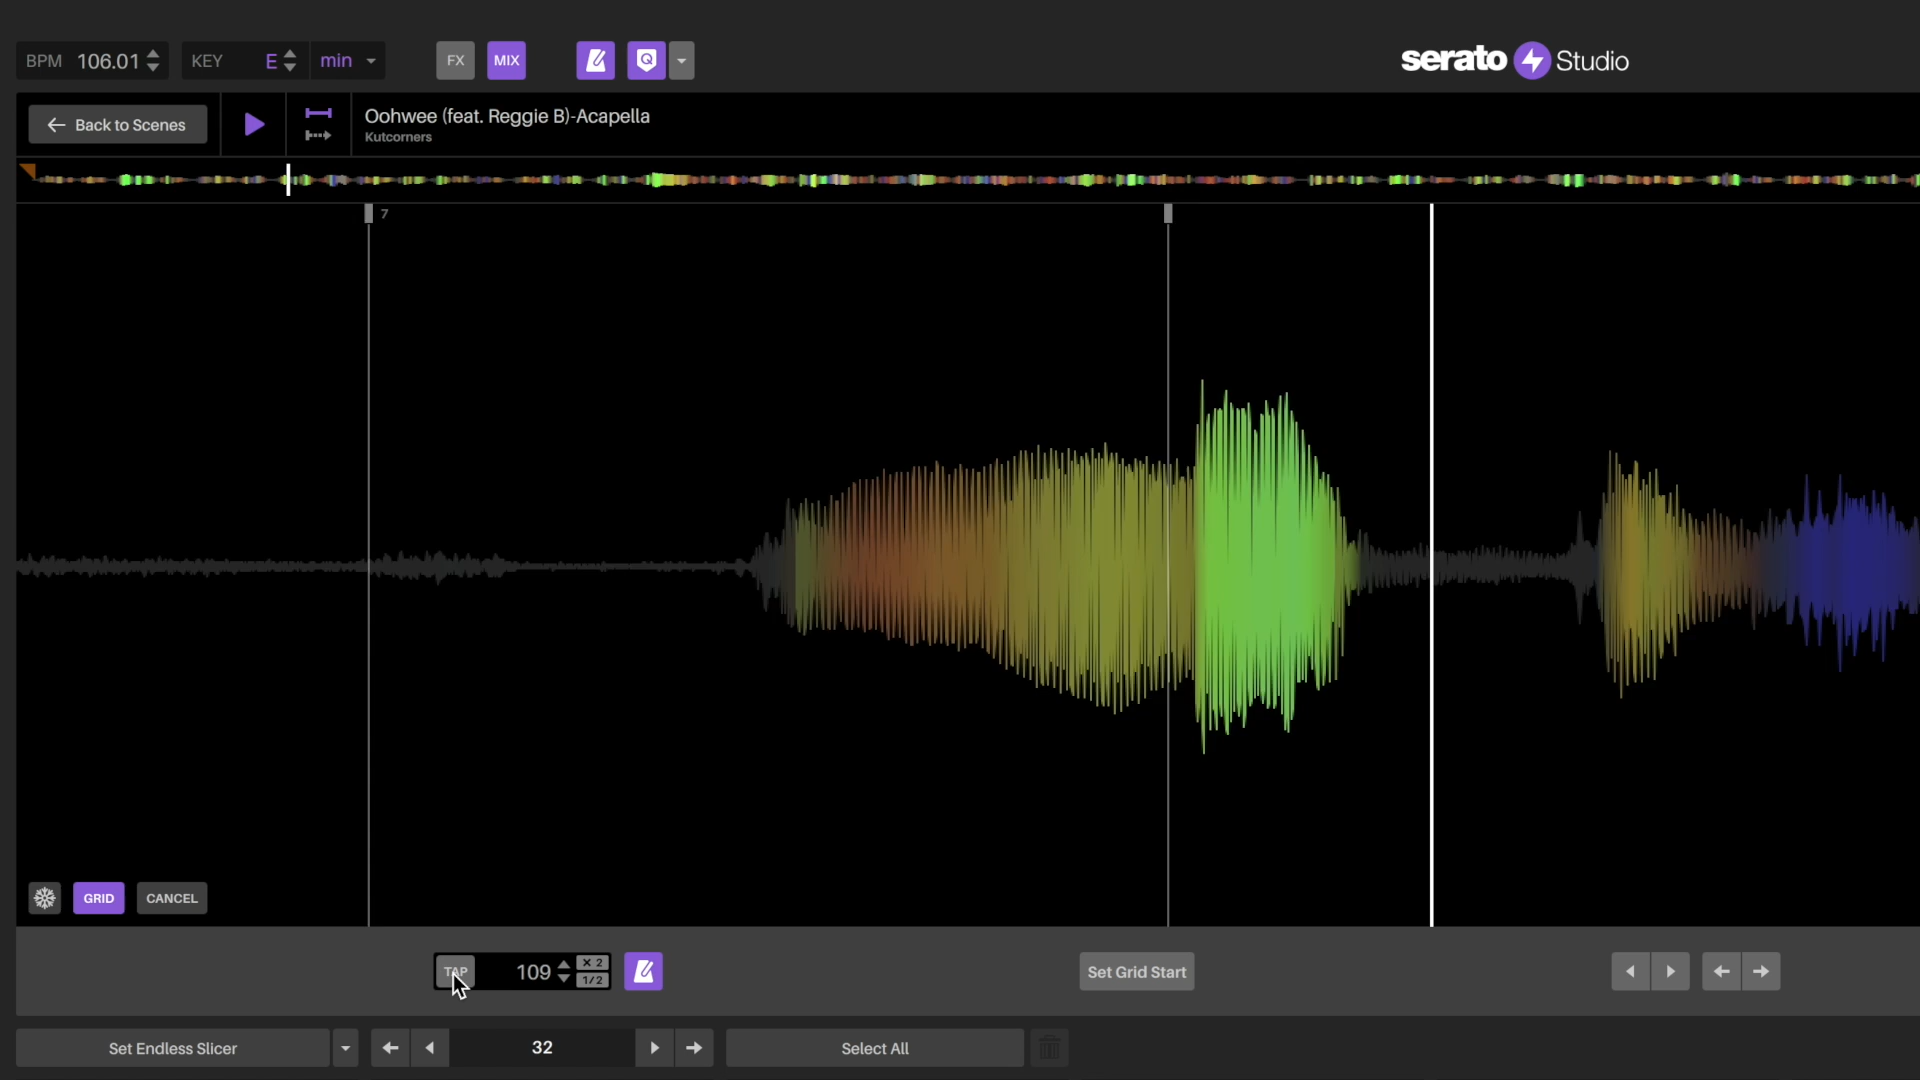 BPM 106.01 KEY E min FX MIX Q serato Studio
Back to Scenes
Oohwee (feat. Reggie B)-Acapella
Kutcorners
7
GRID CANCEL
TAP 109 x 2 1/2 Set Grid Start
Set Endless Slicer 32 Select All